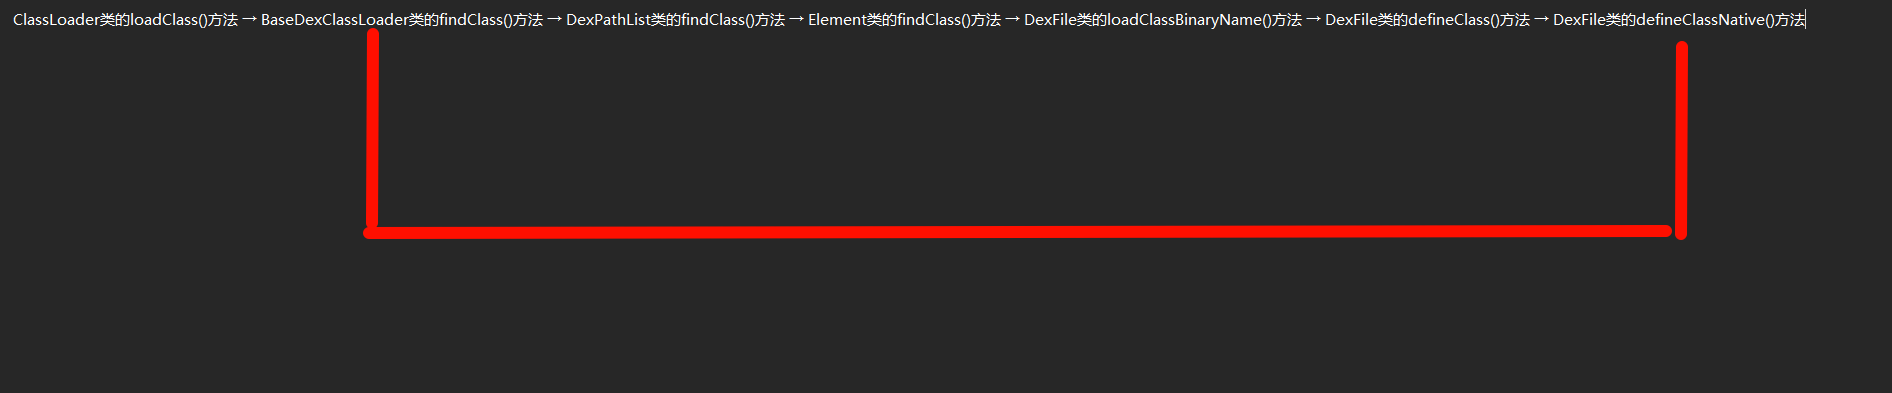 ClassLoader类的loadClass()方法 → BaseDexClassLoader类的findClass()方法 → DexPathList类的findClass()方法 → Element类的findClass()方法 → DexFile类的loadClassBinaryName()方法 → DexFile类的defineClass()方法 → DexFile类的defineClassNative()方法